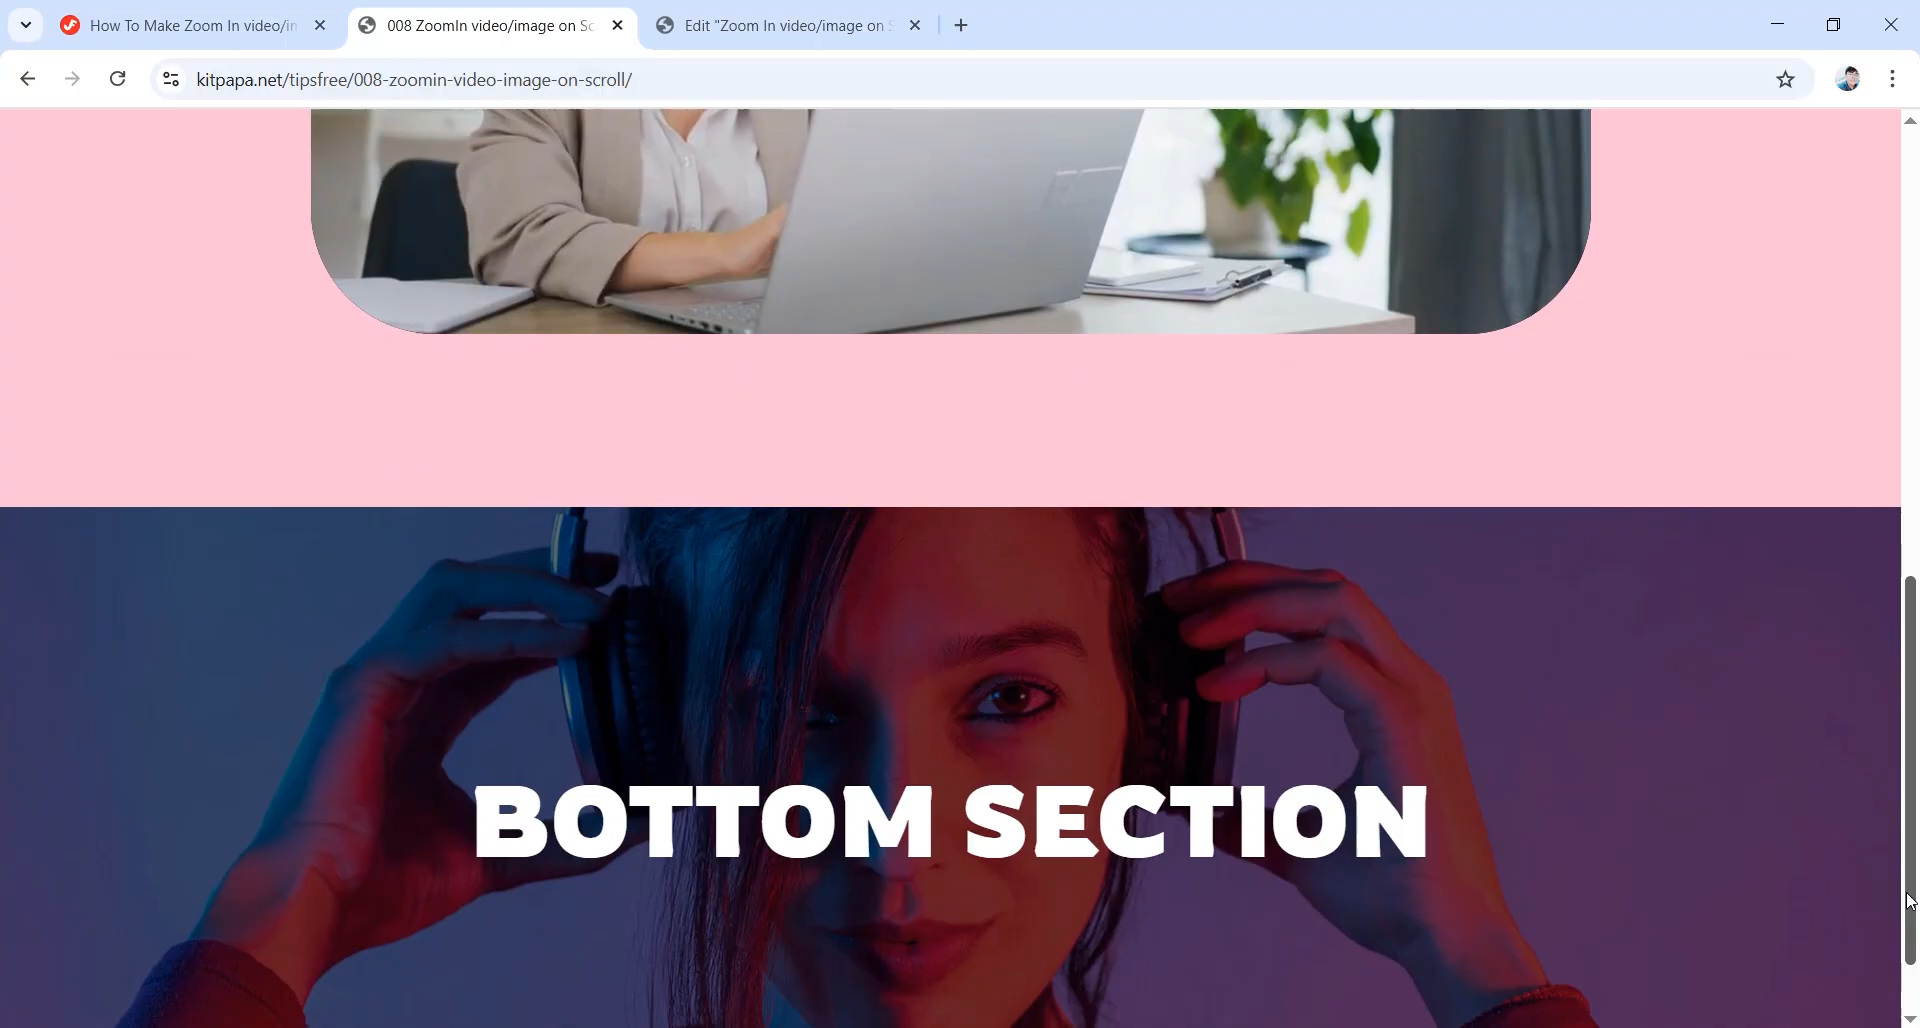 How To Make Zoom In video/in
008 ZoomIn video/image on Sc
Edit "Zoom In video/image on S
kitpapa.net/tipsfree/008-zoomin-video-image-on-scroll/
BOTTOM SECTION